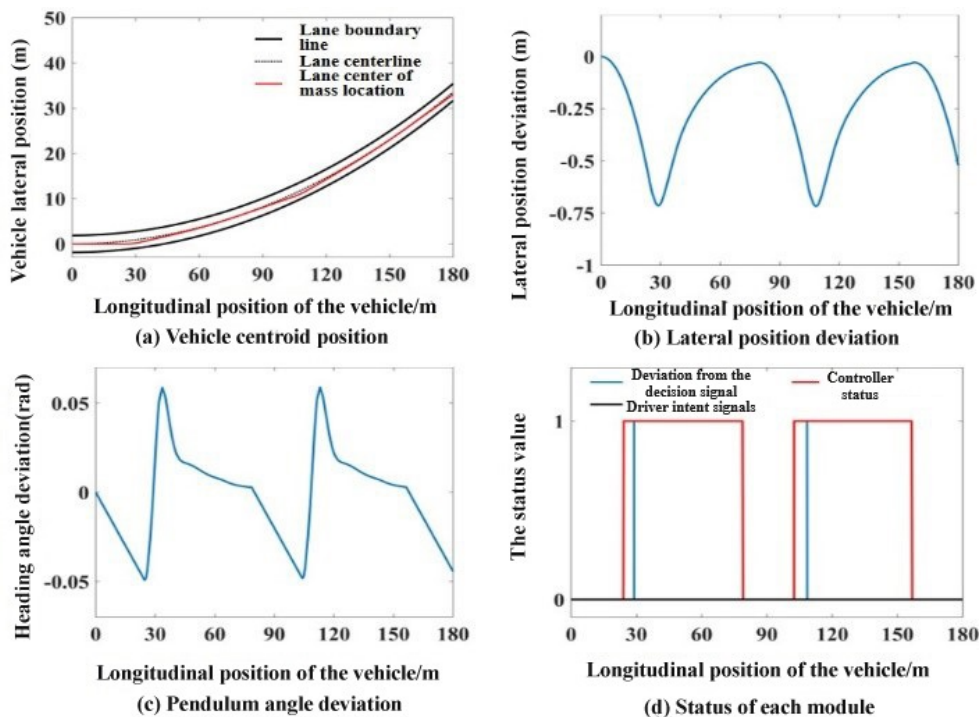 50
40
30
20
10
0
Vehicle lateral position (m)
Lane boundary
line
Lane centerline
Lane center of
mass location
0 30 60 90 120 150 180
Longitudinal position of the vehicle/m
(a) Vehicle centroid position
0
-0.25
-0.5
-0.75
-1
Lateral position deviation (m)
0 30 60 90 120 150 180
Longitudinal position of the vehicle/m
(b) Lateral position deviation
0.05
0
-0.05
Heading angle deviation(rad)
0 30 60 90 120 150 180
Longitudinal position of the vehicle/m
(c) Pendulum angle deviation
Deviation from the
decision signal
Driver intent signals
Controller
status
1
0
The status value
0 30 60 90 120 150 180
Longitudinal position of the vehicle/m
(d) Status of each module